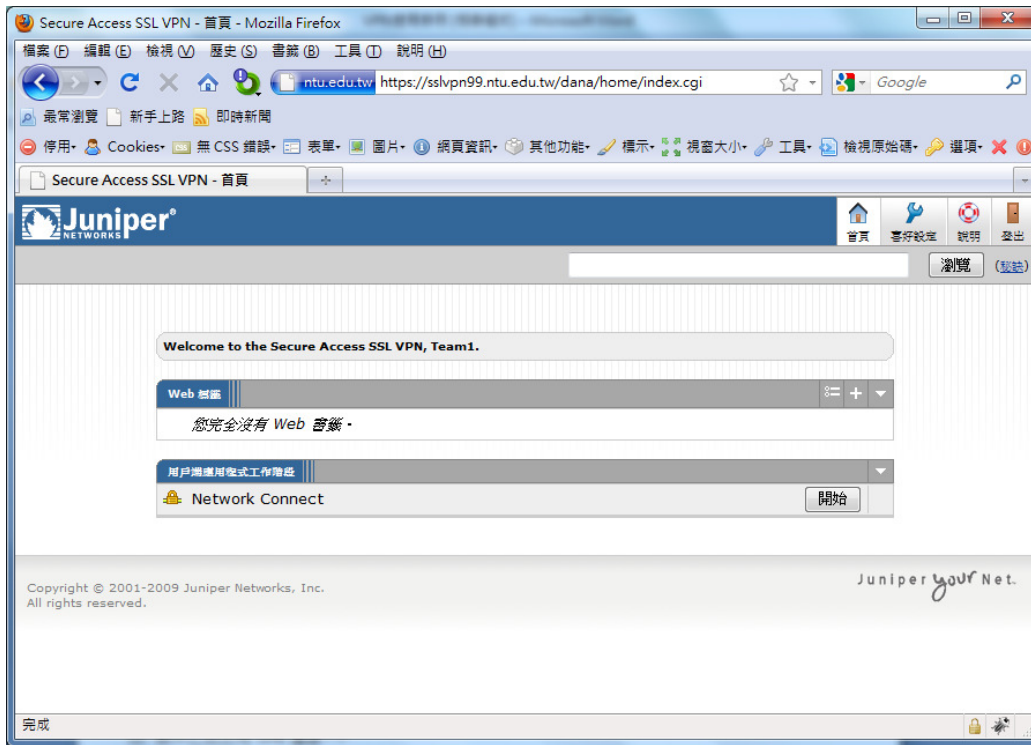 Secure Access SSL VPN - 首頁 - Mozilla Firefox
檔案(F) 編輯(E) 檢視(V) 歷史(S) 書籤(B) 工具(T) 說明(H)
ntu.edu.tw https://sslvpn99.ntu.edu.tw/dana/home/index.cgi Google
最常瀏覽 新手上路 即時新聞
停用 Cookies 無 CSS 錯誤 表單 圖片 網頁資訊 其他功能 標示 視窗大小 工具 檢視原始碼 選項
Secure Access SSL VPN - 首頁
Juniper®
NETWORKS
首頁 喜好設定 說明 登出
瀏覽 (秘訣)
Welcome to the Secure Access SSL VPN, Team1.
Web 書籤
您完全沒有 Web 書籤。
用戶端應用程式工作階段
Network Connect 開始
Copyright © 2001-2009 Juniper Networks, Inc.
All rights reserved.
Juniper your Net.
完成